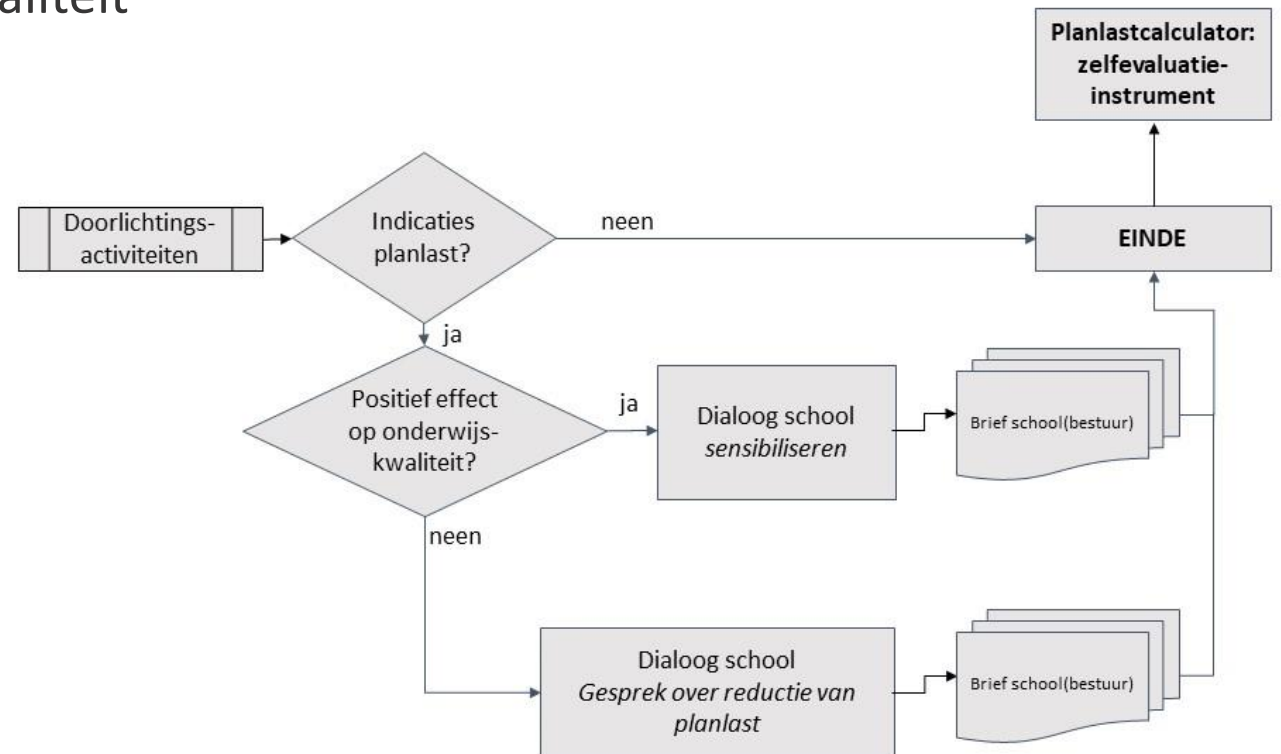 Planlastcalculator:
zelfevaluatie-
instrument
Doorlichtings-
activiteiten
Indicaties
planlast?
neen
EINDE
ja
Positief effect
op onderwijs-
kwaliteit?
ja
Dialoog school
sensibiliseren
Brief school(bestuur)
neen
Dialoog school
Gesprek over reductie van
planlast
Brief school(bestuur)